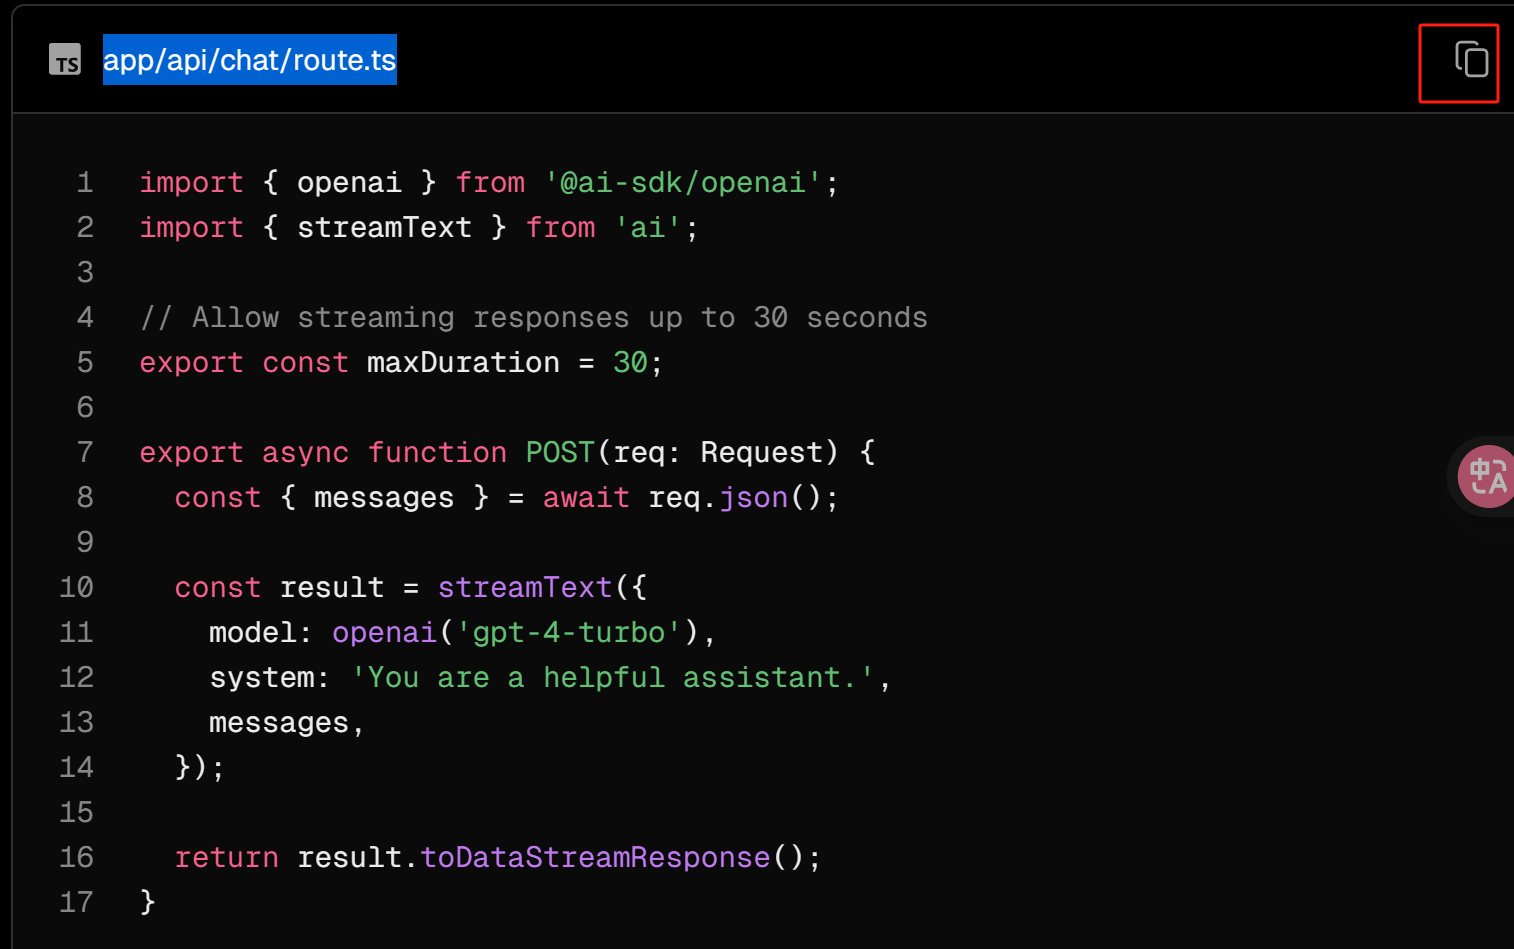 TS app/api/chat/route.ts
1 import { openai } from '@ai-sdk/openai';
2 import { streamText } from 'ai';
3
4 // Allow streaming responses up to 30 seconds
5 export const maxDuration = 30;
6
7 export async function POST(req: Request) {
8   const { messages } = await req.json();
9
10   const result = streamText({
11     model: openai('gpt-4-turbo'),
12     system: 'You are a helpful assistant.',
13     messages,
14   });
15
16   return result.toDataStreamResponse();
17 }
中A